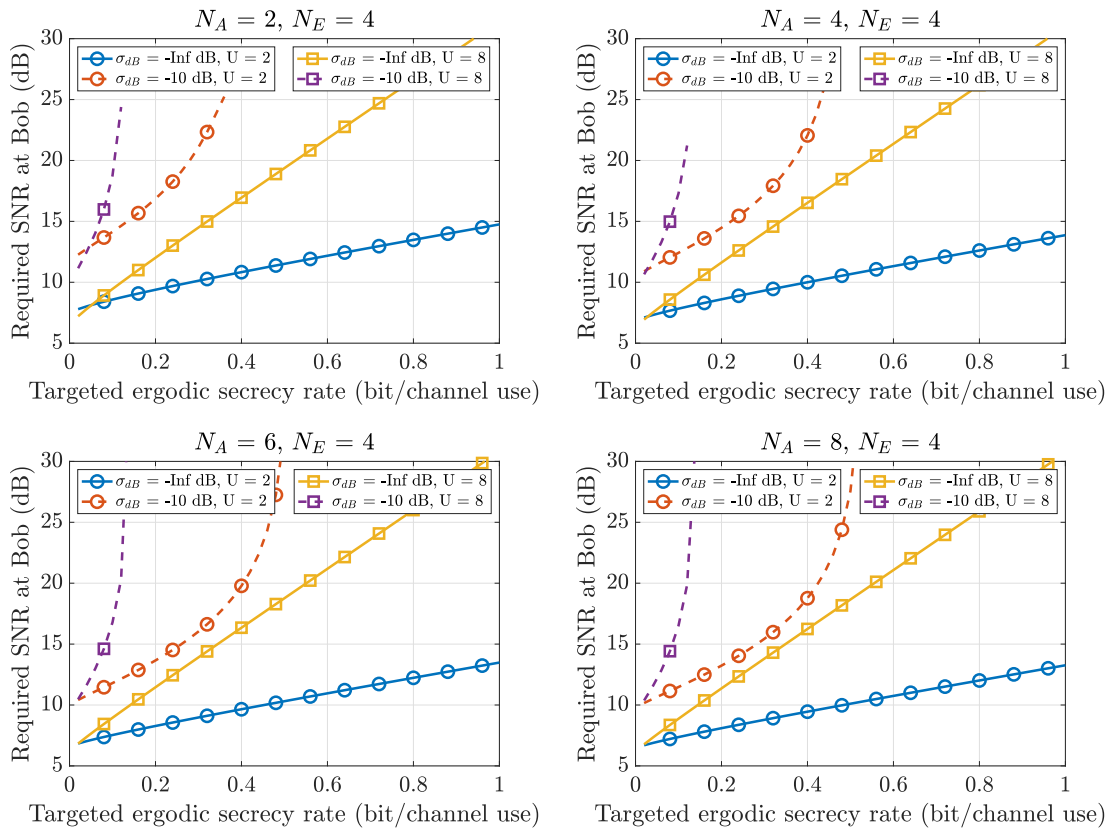 N_A = 2, N_E = 4
Required SNR at Bob (dB)
30
25
20
15
10
5
σ_dB = -Inf dB, U = 2
σ_dB = -10 dB, U = 2
σ_dB = -Inf dB, U = 8
σ_dB = -10 dB, U = 8
0 0.2 0.4 0.6 0.8 1
Targeted ergodic secrecy rate (bit/channel use)
N_A = 4, N_E = 4
Required SNR at Bob (dB)
30
25
20
15
10
5
σ_dB = -Inf dB, U = 2
σ_dB = -10 dB, U = 2
σ_dB = -Inf dB, U = 8
σ_dB = -10 dB, U = 8
0 0.2 0.4 0.6 0.8 1
Targeted ergodic secrecy rate (bit/channel use)
N_A = 6, N_E = 4
Required SNR at Bob (dB)
30
25
20
15
10
5
σ_dB = -Inf dB, U = 2
σ_dB = -10 dB, U = 2
σ_dB = -Inf dB, U = 8
σ_dB = -10 dB, U = 8
0 0.2 0.4 0.6 0.8 1
Targeted ergodic secrecy rate (bit/channel use)
N_A = 8, N_E = 4
Required SNR at Bob (dB)
30
25
20
15
10
5
σ_dB = -Inf dB, U = 2
σ_dB = -10 dB, U = 2
σ_dB = -Inf dB, U = 8
σ_dB = -10 dB, U = 8
0 0.2 0.4 0.6 0.8 1
Targeted ergodic secrecy rate (bit/channel use)